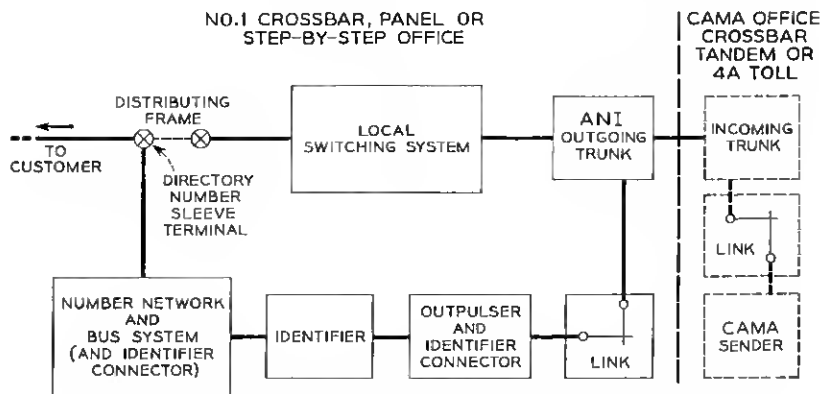 NO.1 CROSSBAR, PANEL OR
STEP-BY-STEP OFFICE
CAMA OFFICE
CROSSBAR
TANDEM OR
4A TOLL
DISTRIBUTING
FRAME
TO
CUSTOMER
DIRECTORY
NUMBER
SLEEVE
TERMINAL
LOCAL
SWITCHING SYSTEM
ANI
OUTGOING
TRUNK
INCOMING
TRUNK
LINK
CAMA
SENDER
NUMBER NETWORK
AND
BUS SYSTEM
(AND IDENTIFIER
CONNECTOR)
IDENTIFIER
OUTPULSER
AND
IDENTIFIER
CONNECTOR
LINK